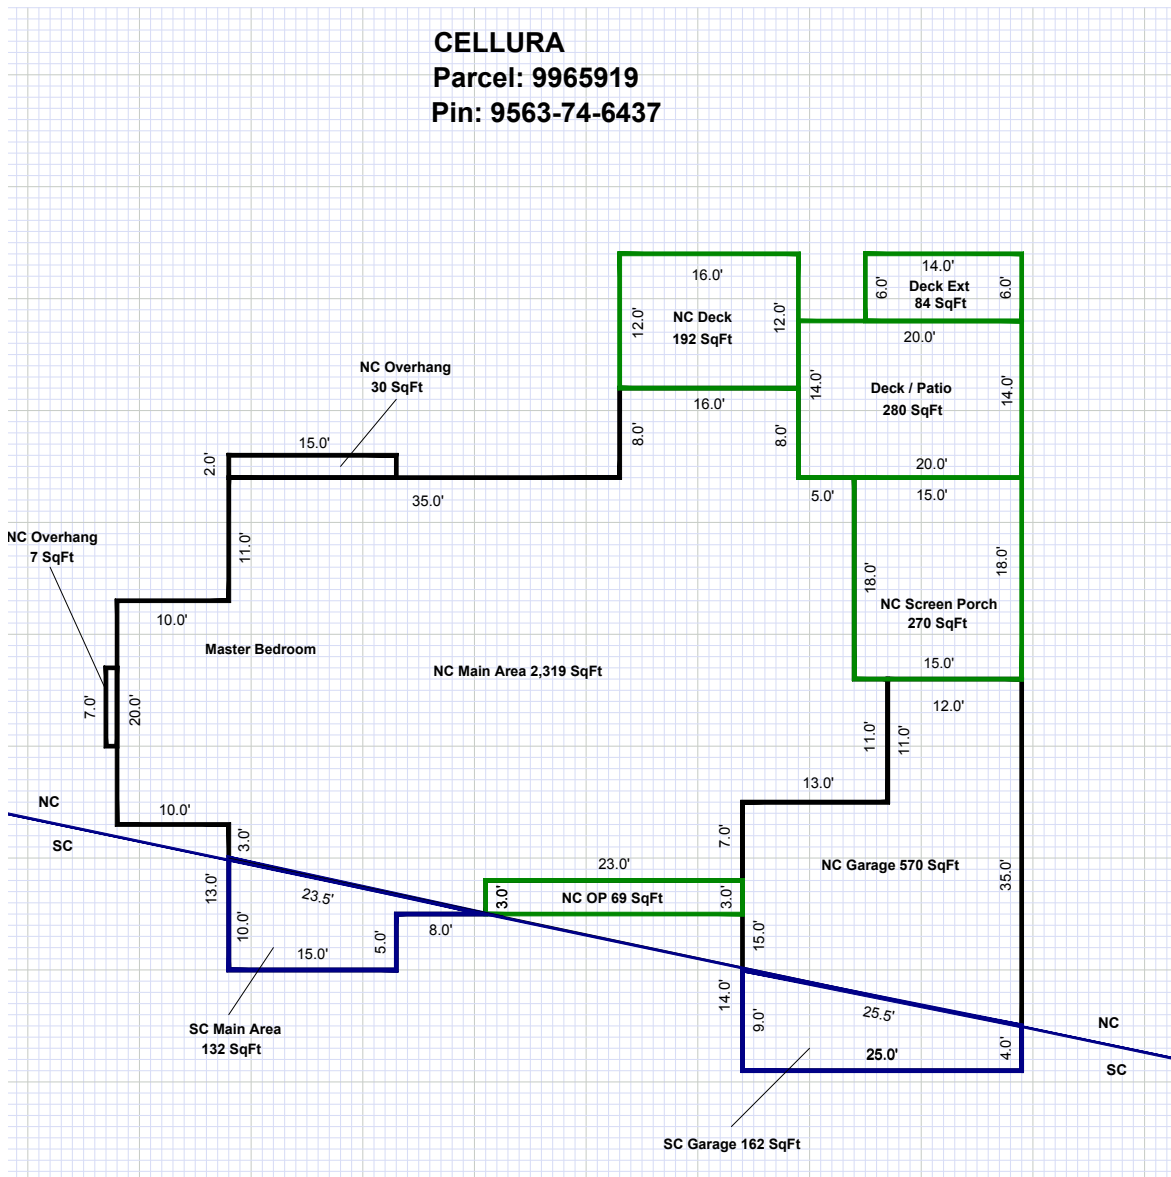 CELLURA
Parcel: 9965919
Pin: 9563-74-6437
14.0'
16.0'
6.0'
Deck Ext
84 SqFt
6.0'
12.0'
NC Deck
192 SqFt
12.0'
20.0'
NC Overhang
30 SqFt
14.0'
Deck / Patio
280 SqFt
14.0'
16.0'
8.0'
8.0'
15.0'
2.0'
20.0'
35.0'
5.0'
15.0'
NC Overhang
7 SqFt
11.0'
18.0'
18.0'
10.0'
NC Screen Porch
270 SqFt
Master Bedroom
NC Main Area 2,319 SqFt
15.0'
7.0'
20.0'
12.0'
11.0'
11.0'
13.0'
NC
SC
10.0'
3.0'
7.0'
23.0'
NC Garage 570 SqFt
35.0'
13.0'
23.5'
3.0'
NC OP 69 SqFt
3.0'
10.0'
8.0'
5.0'
15.0'
15.0'
14.0'
9.0'
25.5'
NC
SC
SC Main Area
132 SqFt
25.0'
4.0'
SC Garage 162 SqFt